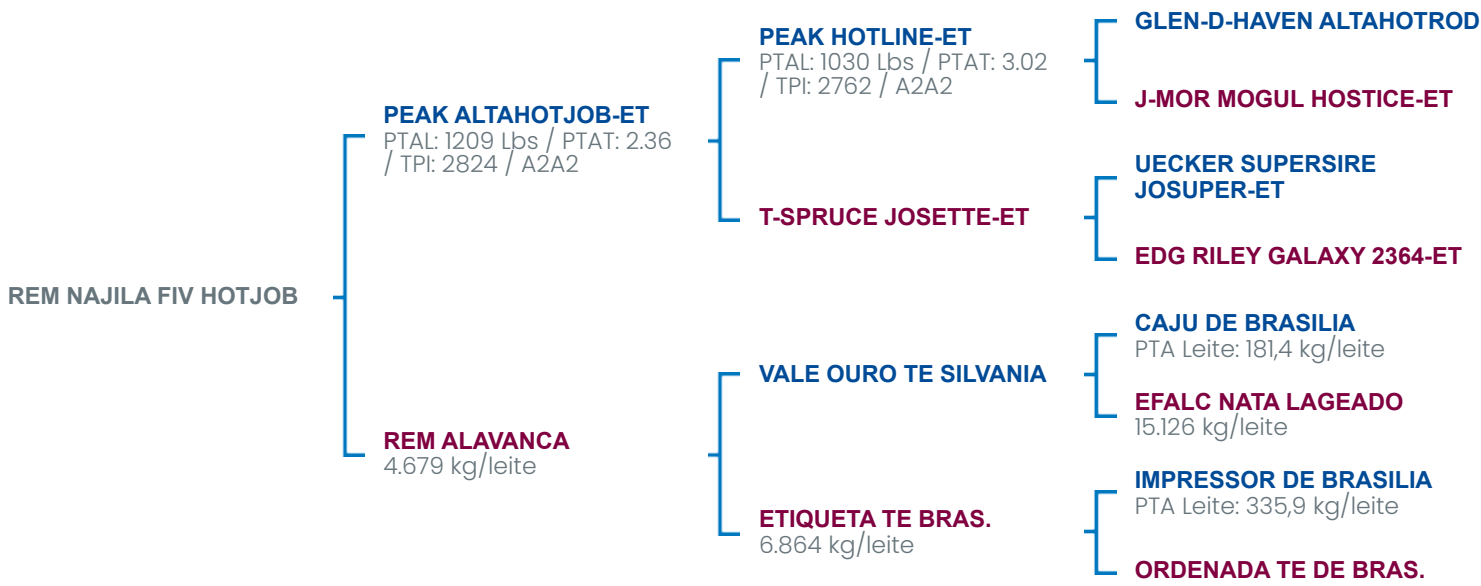 REM NAJILA FIV HOTJOB
PEAK ALTAHOTJOB-ET
PTAL: 1209 Lbs / PTAT: 2.36
/ TPI: 2824 / A2A2
REM ALAVANCA
4.679 kg/leite
PEAK HOTLINE-ET
PTAL: 1030 Lbs / PTAT: 3.02
/ TPI: 2762 / A2A2
T-SPRUCE JOSETTE-ET
VALE OURO TE SILVANIA
ETIQUETA TE BRAS.
6.864 kg/leite
GLEN-D-HAVEN ALTAHOTROD
J-MOR MOGUL HOSTICE-ET
UECKER SUPERSIRE
JOSUPER-ET
EDG RILEY GALAXY 2364-ET
CAJU DE BRASILIA
PTA Leite: 181,4 kg/leite
EFALC NATA LAGEADO
15.126 kg/leite
IMPRESSOR DE BRASILIA
PTA Leite: 335,9 kg/leite
ORDENADA TE DE BRAS.